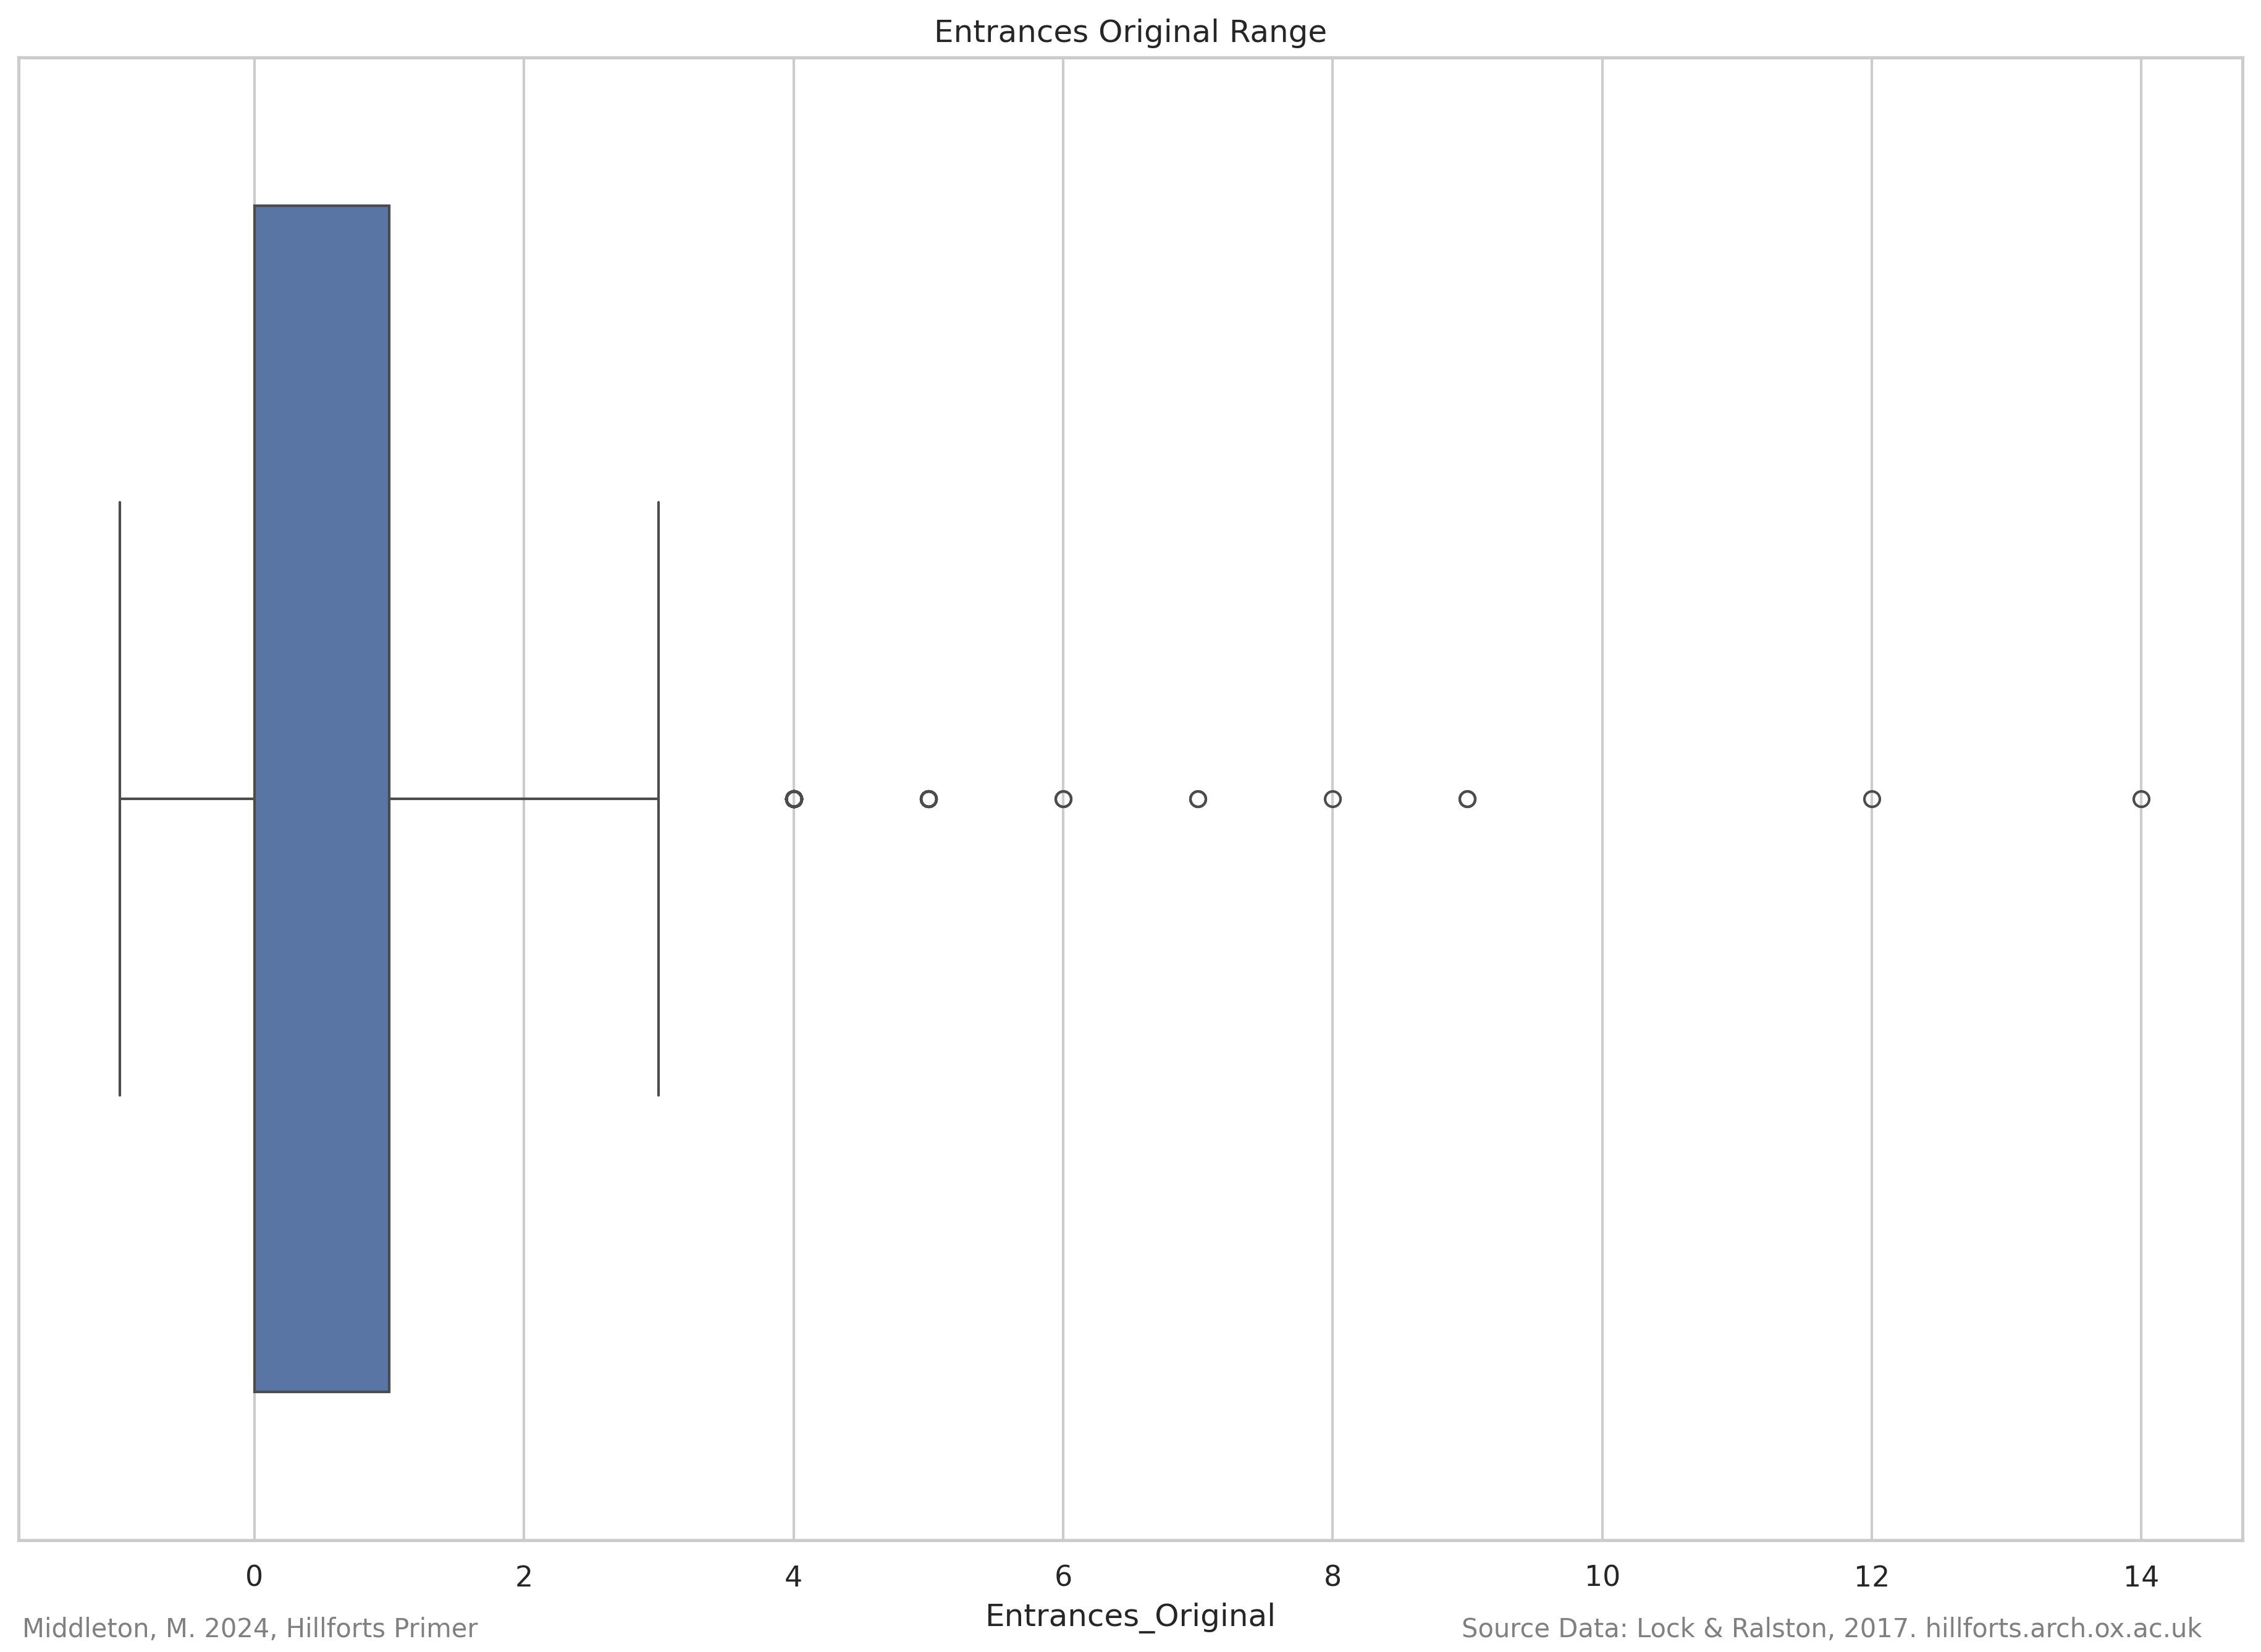 Entrances Original Range
0 2 4 6 8 10 12 14
Entrances_Original
Middleton, M. 2024, Hillforts Primer
Source Data: Lock & Ralston, 2017. hillforts.arch.ox.ac.uk